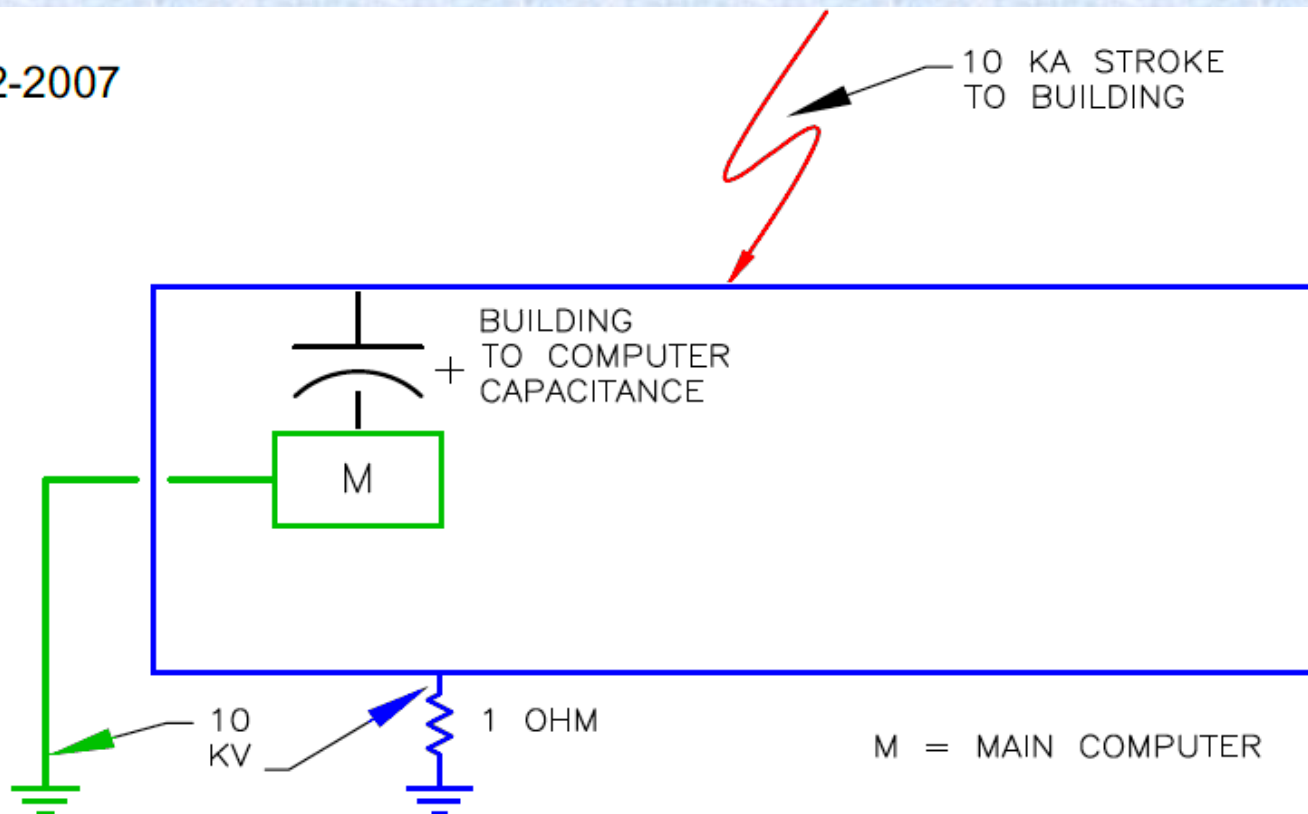 2-2007
10 KA STROKE
TO BUILDING
BUILDING
TO COMPUTER
CAPACITANCE
+
M
10
KV
1 OHM
M = MAIN COMPUTER